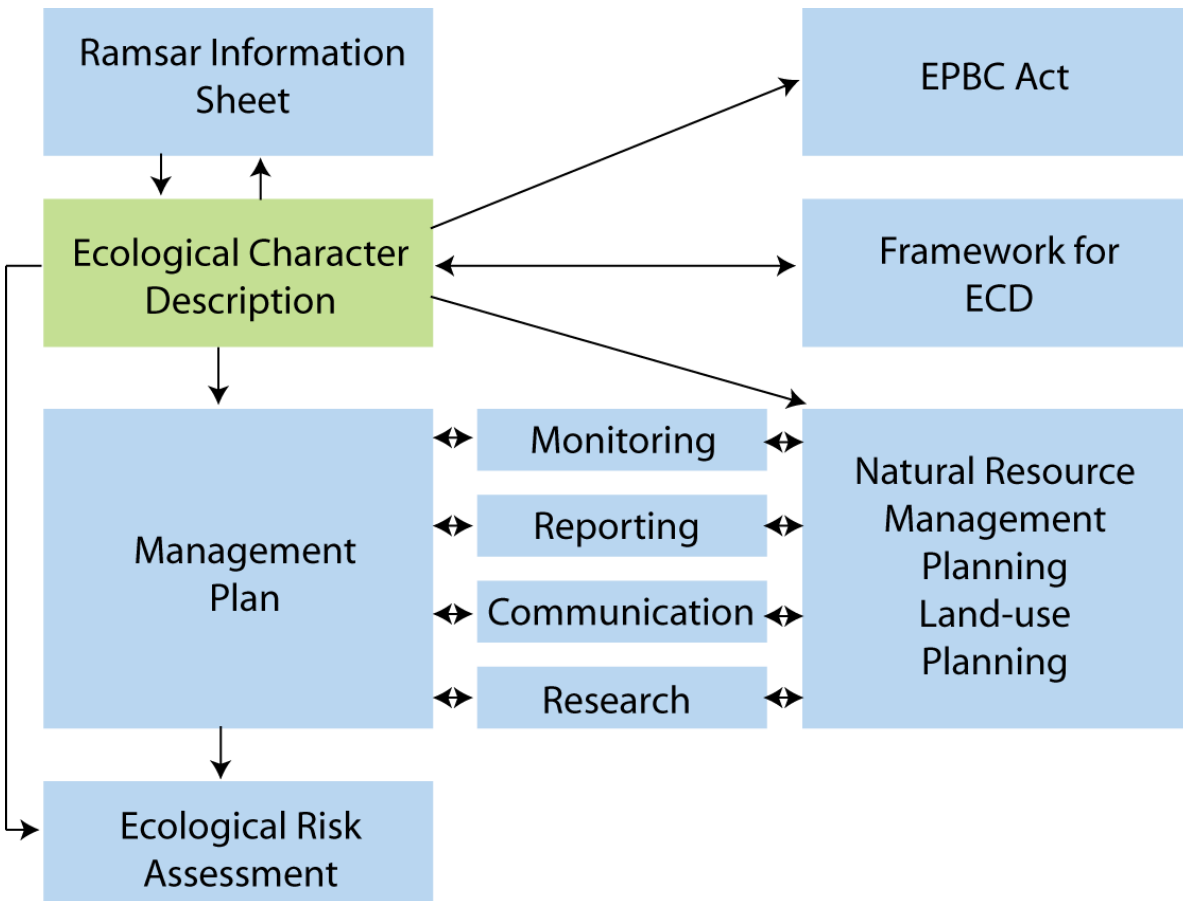 Ramsar Information
Sheet
EPBC Act
Ecological Character
Description
Framework for
ECD
Management
Plan
Monitoring
Reporting
Communication
Research
Natural Resource
Management
Planning
Land-use
Planning
Ecological Risk
Assessment